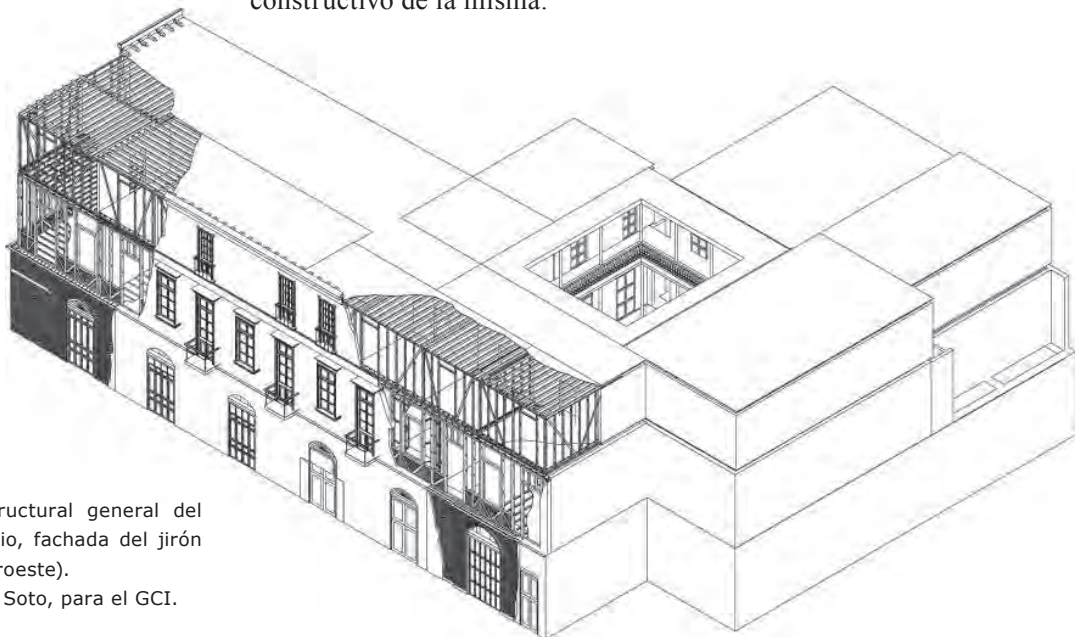 constructivo de la misma.
ructural general del
io, fachada del jirón
roeste).
Soto, para el GCI.